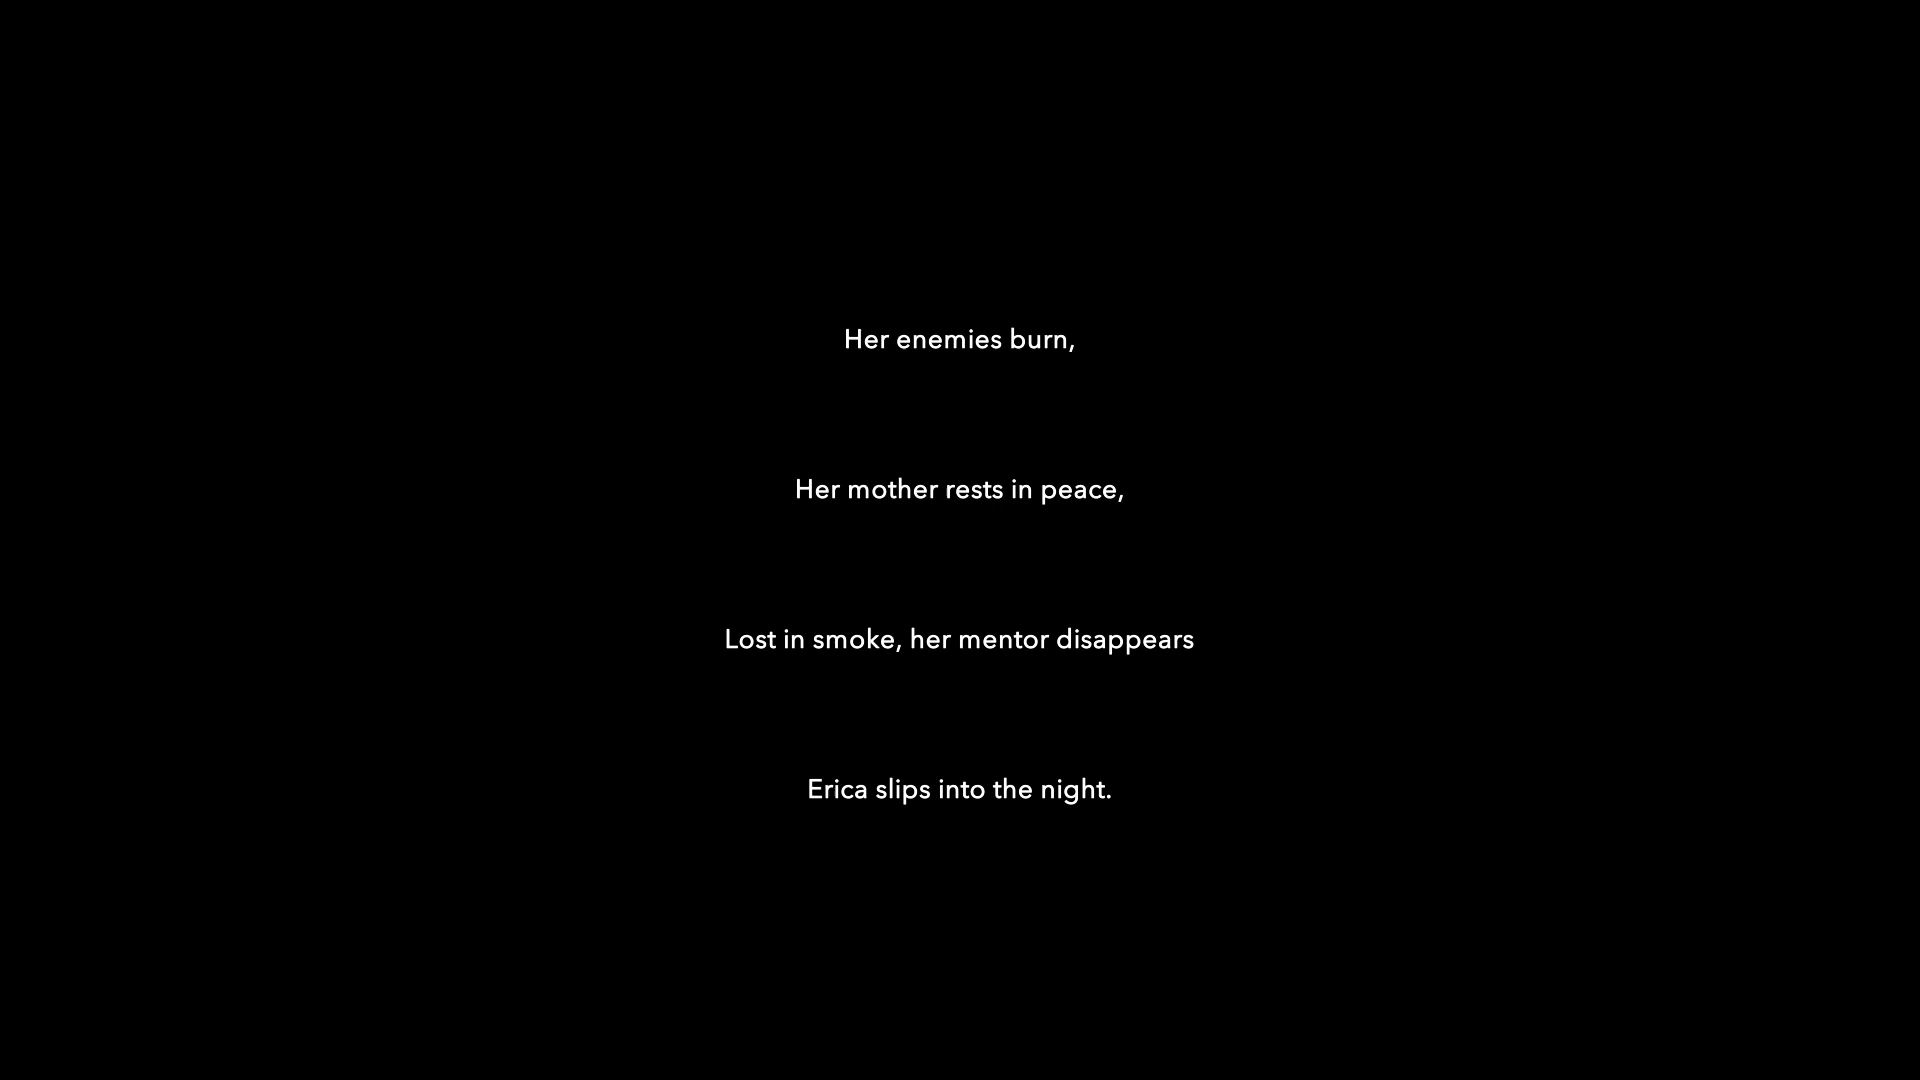 Her enemies burn,
Her mother rests in peace,
Lost in smoke, her mentor disappears
Erica slips into the night.